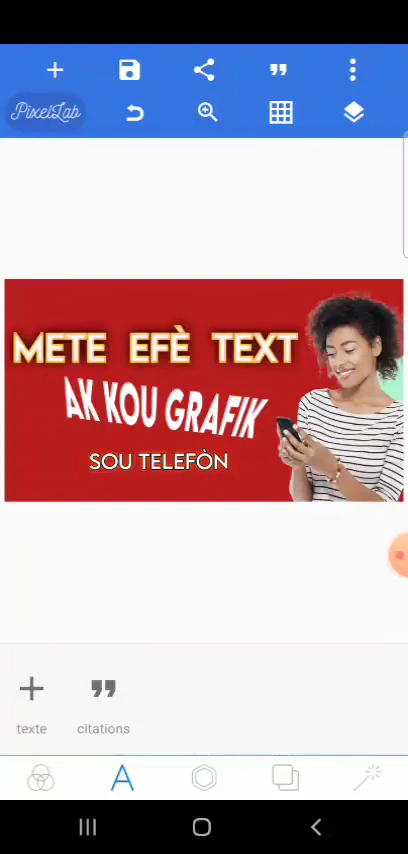 PixelLab
METE EFÈ TEXT
AK KOU GRAFIK
SOU TELEFÒN
texte
citations